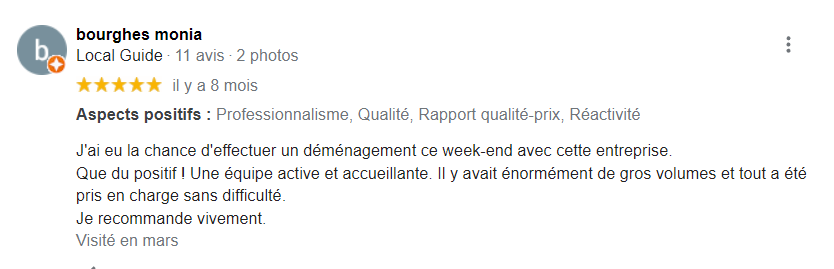 b
bourghes monia
Local Guide · 11 avis · 2 photos
il y a 8 mois
Aspects positifs : Professionnalisme, Qualité, Rapport qualité-prix, Réactivité
J'ai eu la chance d'effectuer un déménagement ce week-end avec cette entreprise.
Que du positif ! Une équipe active et accueillante. Il y avait énormément de gros volumes et tout a été
pris en charge sans difficulté.
Je recommande vivement.
Visité en mars